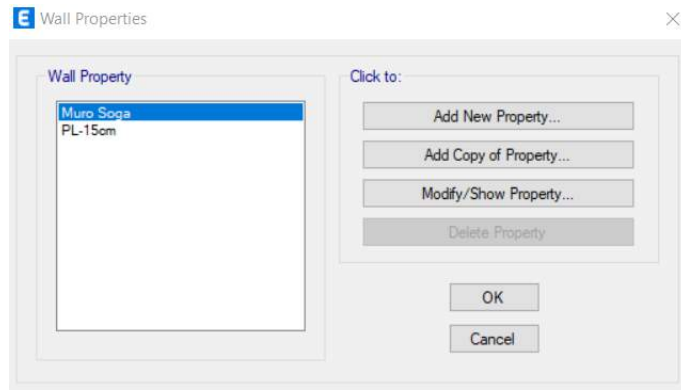 E Wall Properties
Wall Property
Muro Soga
PL-15cm
Click to:
Add New Property...
Add Copy of Property...
Modify/Show Property...
Delete Property
OK
Cancel